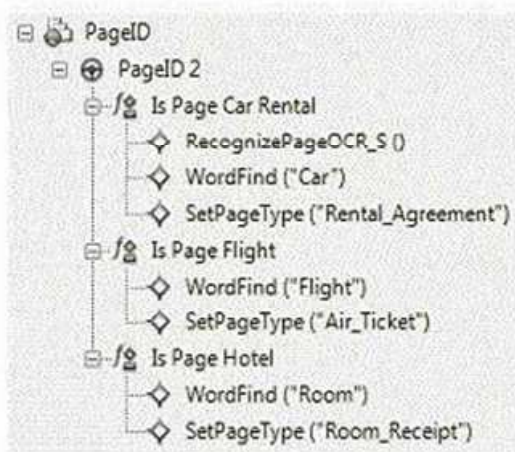 PageID
PageID 2
Is Page Car Rental
RecognizePageOCR_S ()
WordFind ("Car")
SetPageType ("Rental_Agreement")
Is Page Flight
WordFind ("Flight")
SetPageType ("Air_Ticket")
Is Page Hotel
WordFind ("Room")
SetPageType ("Room_Receipt")